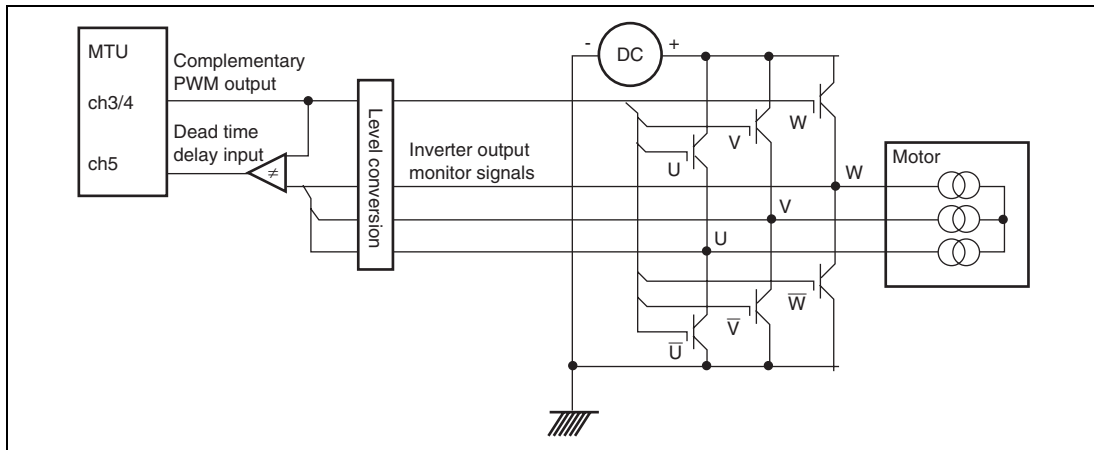 MTU
ch3/4
ch5
Complementary
PWM output
Dead time
delay input
≠
Level conversion
Inverter output
monitor signals
- DC +
W
V
U
W
V
U
W̅
V̅
U̅
Motor